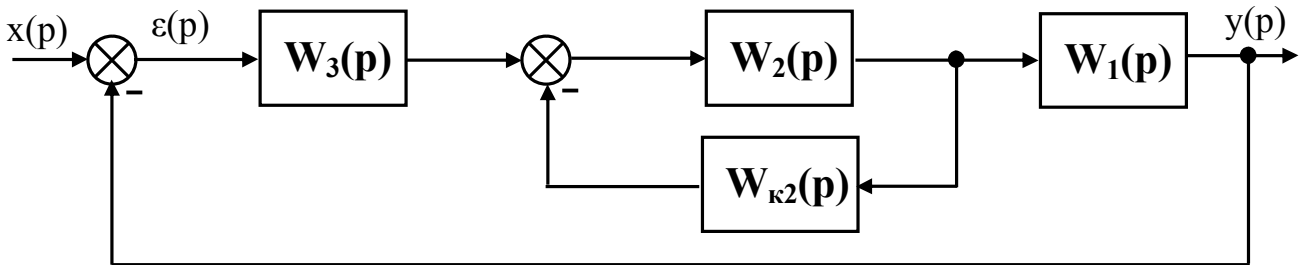 x(p)
ε(p)
W₃(p)
W₂(p)
W₁(p)
y(p)
Wк₂(p)